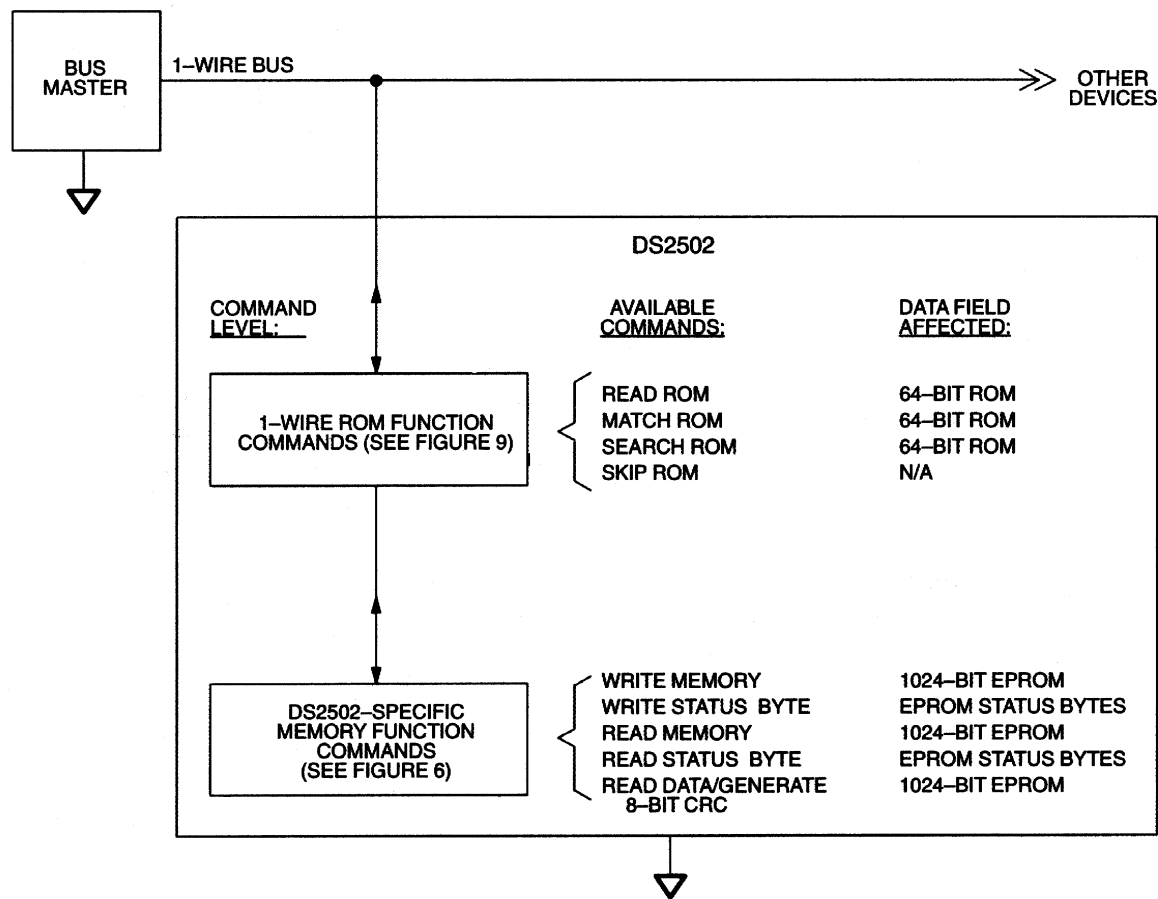 BUS
MASTER
1–WIRE BUS
OTHER
DEVICES
DS2502
COMMAND
LEVEL:
AVAILABLE
COMMANDS:
DATA FIELD
AFFECTED:
1–WIRE ROM FUNCTION
COMMANDS (SEE FIGURE 9)
READ ROM 64–BIT ROM
MATCH ROM 64–BIT ROM
SEARCH ROM 64–BIT ROM
SKIP ROM N/A
DS2502–SPECIFIC
MEMORY FUNCTION
COMMANDS
(SEE FIGURE 6)
WRITE MEMORY 1024–BIT EPROM
WRITE STATUS BYTE EPROM STATUS BYTES
READ MEMORY 1024–BIT EPROM
READ STATUS BYTE EPROM STATUS BYTES
READ DATA/GENERATE 1024–BIT EPROM
8–BIT CRC